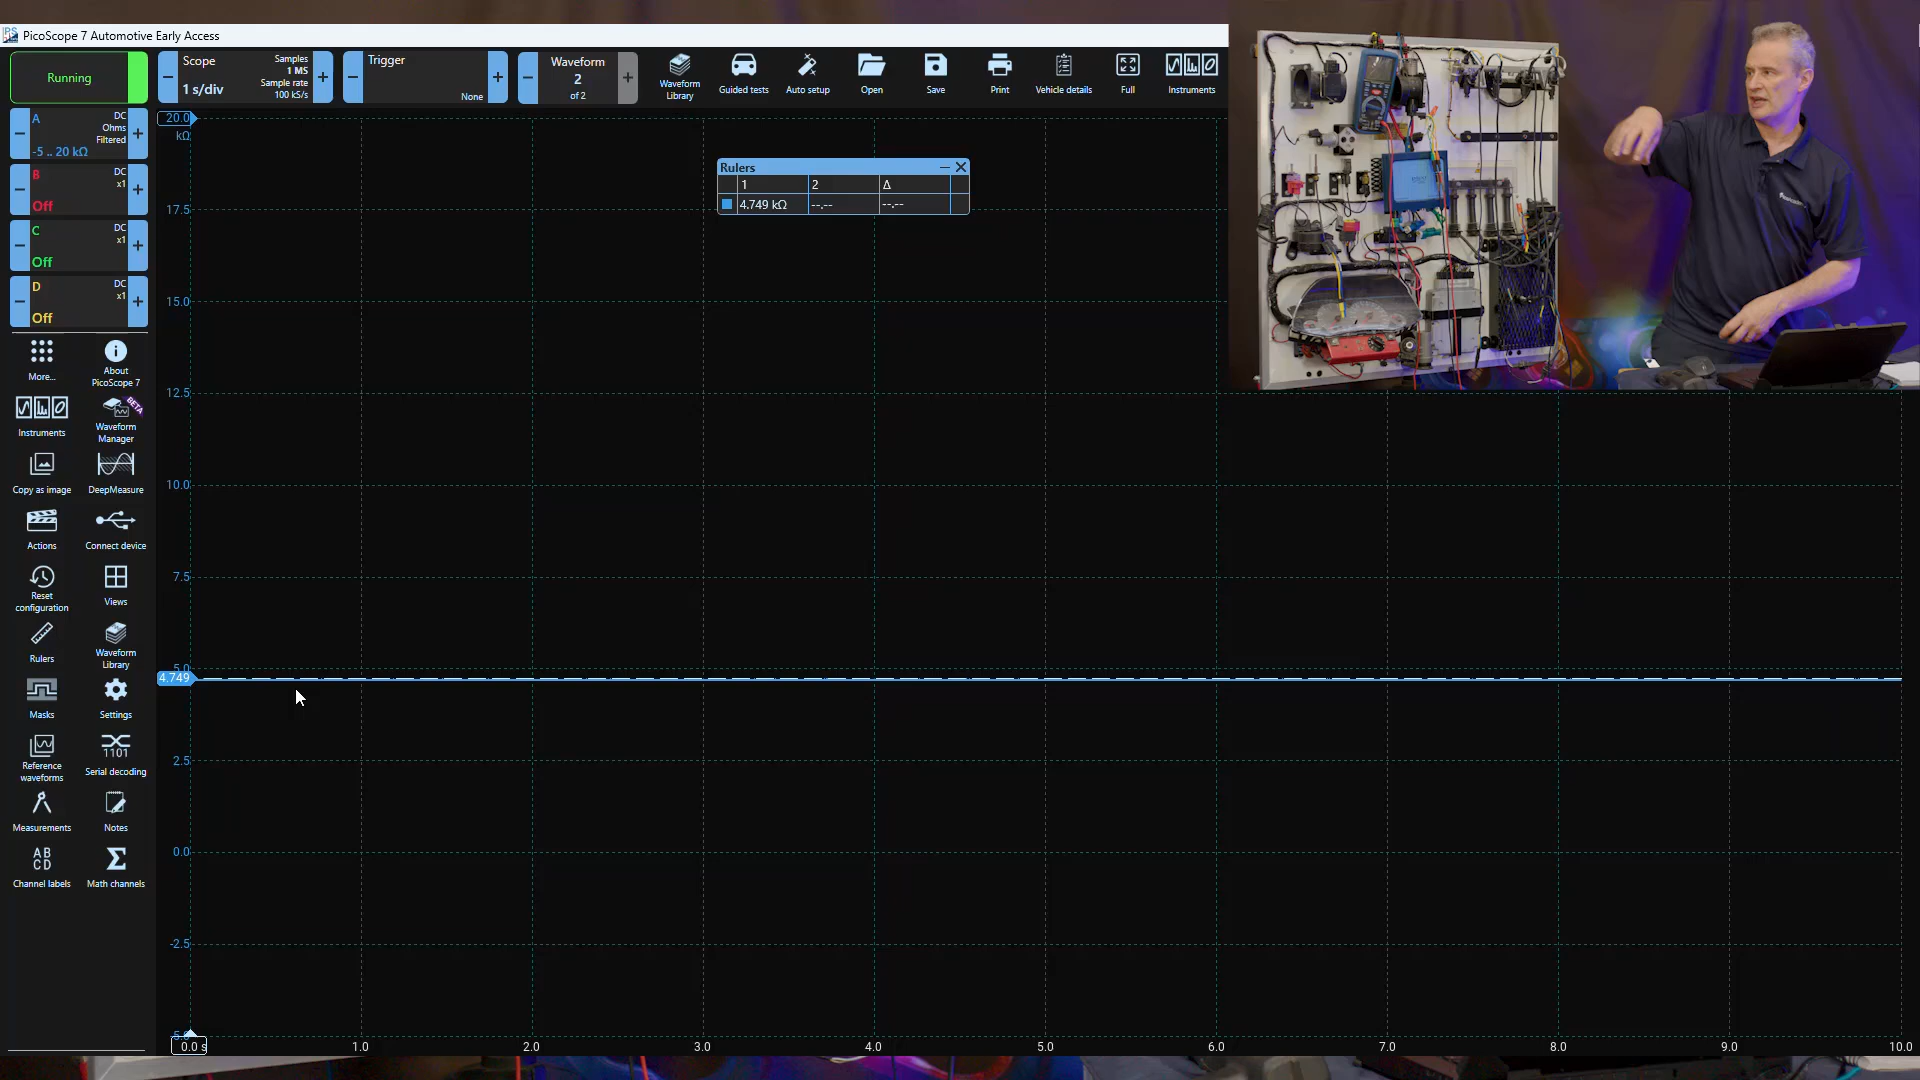 PicoScope 7 Automotive Early Access
Running
Scope
1 s/div
Samples
1 MS
Sample rate
100 kS/s
Trigger
None
Waveform
2
of 2
Waveform
Library
Guided tests
Auto setup
Open
Save
Print
Vehicle details
Full
Instruments
A
DC
Ohms
Filtered
-5 .. 20 kΩ
B
DC
x1
Off
C
DC
x1
Off
D
DC
x1
Off
More...
About
PicoScope 7
Instruments
BETA
Waveform
Manager
Copy as image
DeepMeasure
Actions
Connect device
Reset
configuration
Views
Rulers
Waveform
Library
Masks
Settings
Reference
waveforms
1101
Serial decoding
Measurements
Notes
AB
CD
Channel labels
Math channels
20.0
kΩ
17.5
15.0
12.5
10.0
7.5
5.0
4.749
2.5
0.0
-2.5
Rulers
1 2 Δ
4.749 kΩ --.-- --.--
0.0 s 1.0 2.0 3.0 4.0 5.0 6.0 7.0 8.0 9.0 10.0